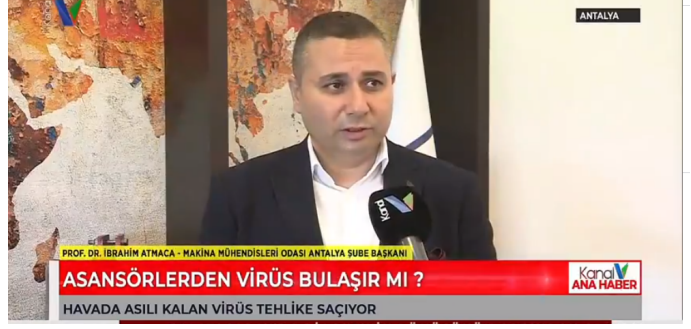 ANTALYA
Kanal
PROF. DR. İBRAHİM ATMACA - MAKİNA MÜHENDİSLERİ ODASI ANTALYA ŞUBE BAŞKANI
ASANSÖRLERDEN VİRÜS BULAŞIR MI ?
Kanal V
ANA HABER
HAVADA ASILI KALAN VİRÜS TEHLİKE SAÇIYOR